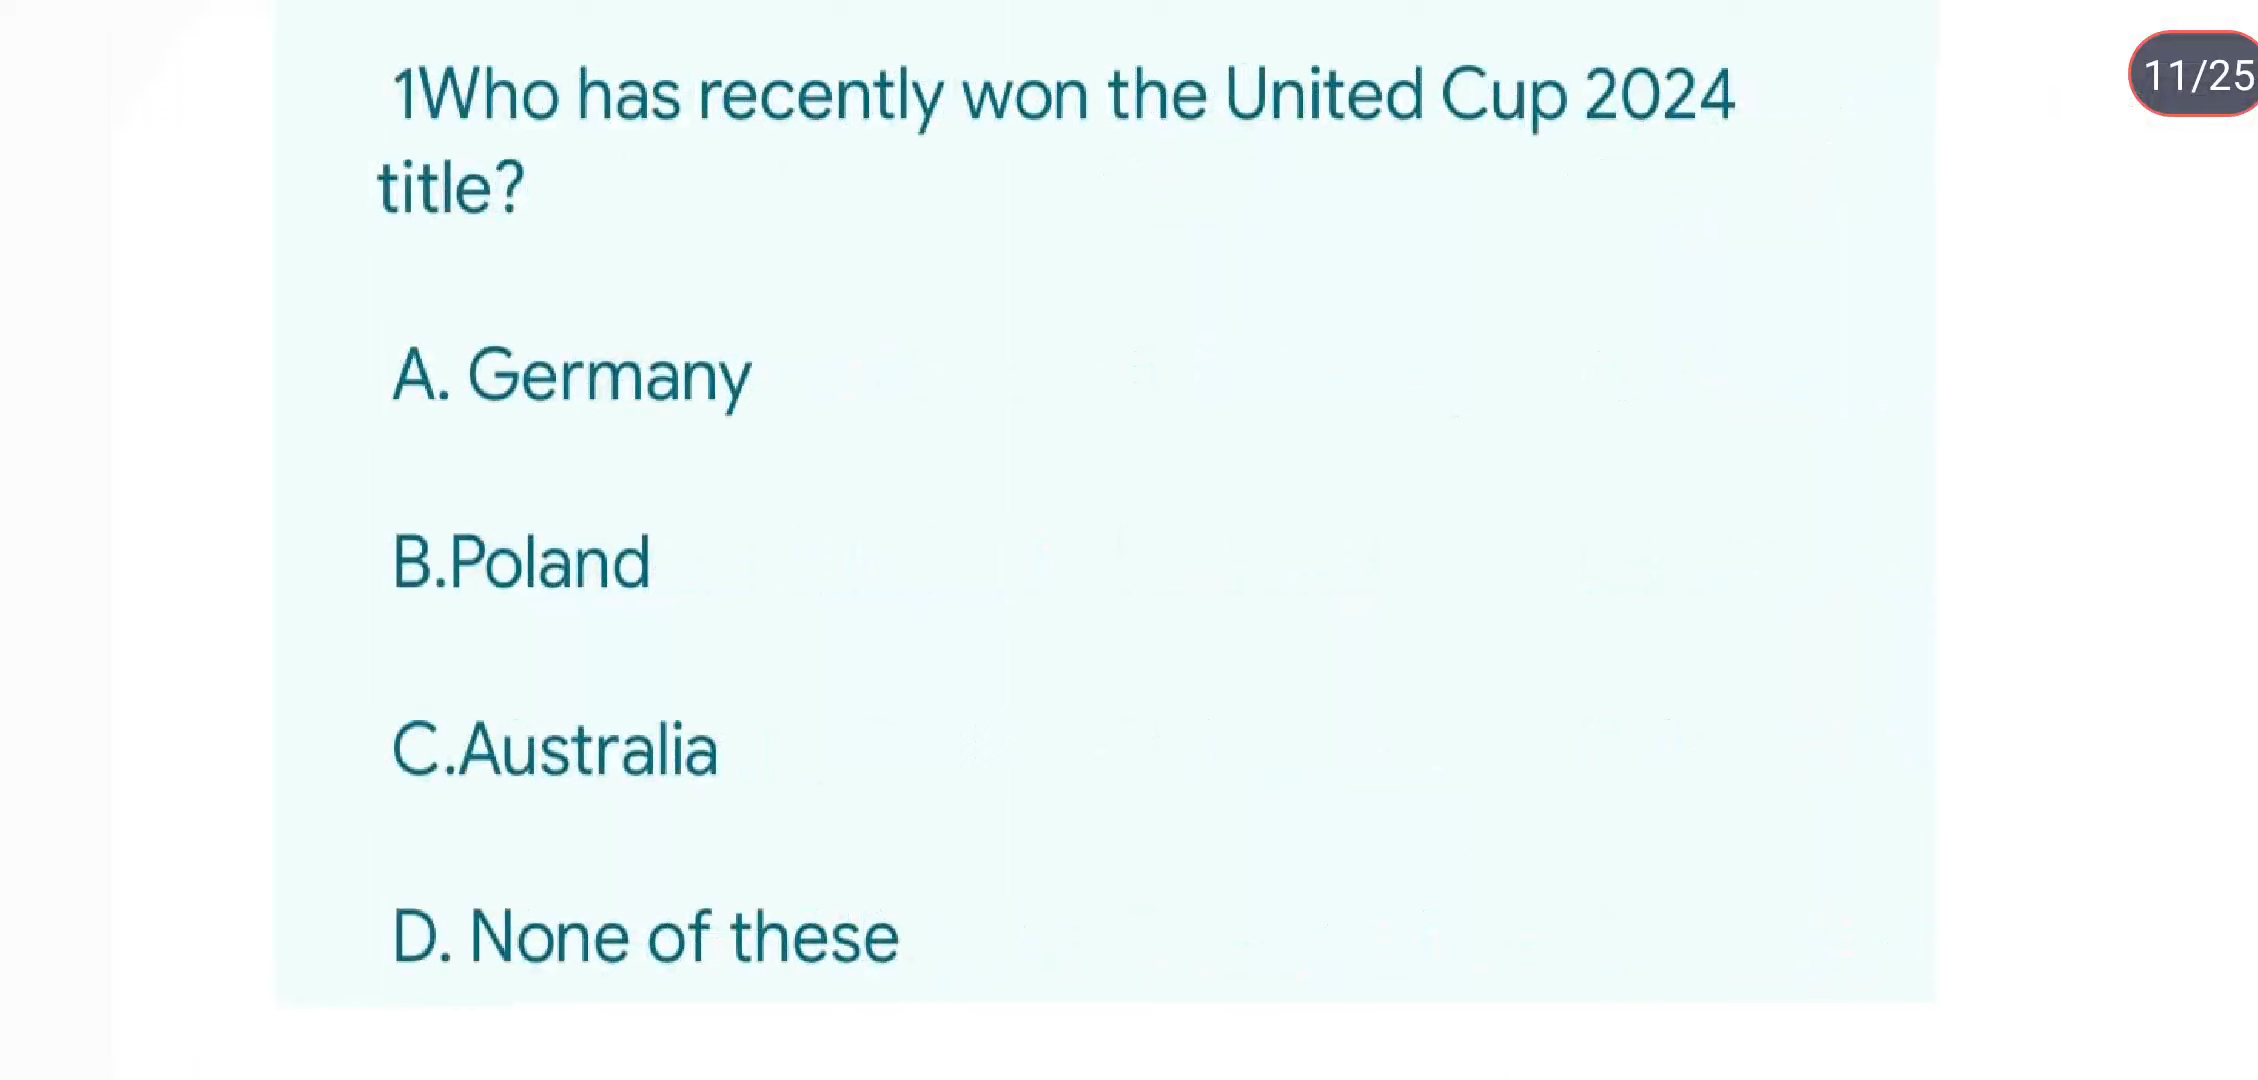 1Who has recently won the United Cup 2024
title?
11/25
A. Germany
B.Poland
C.Australia
D. None of these